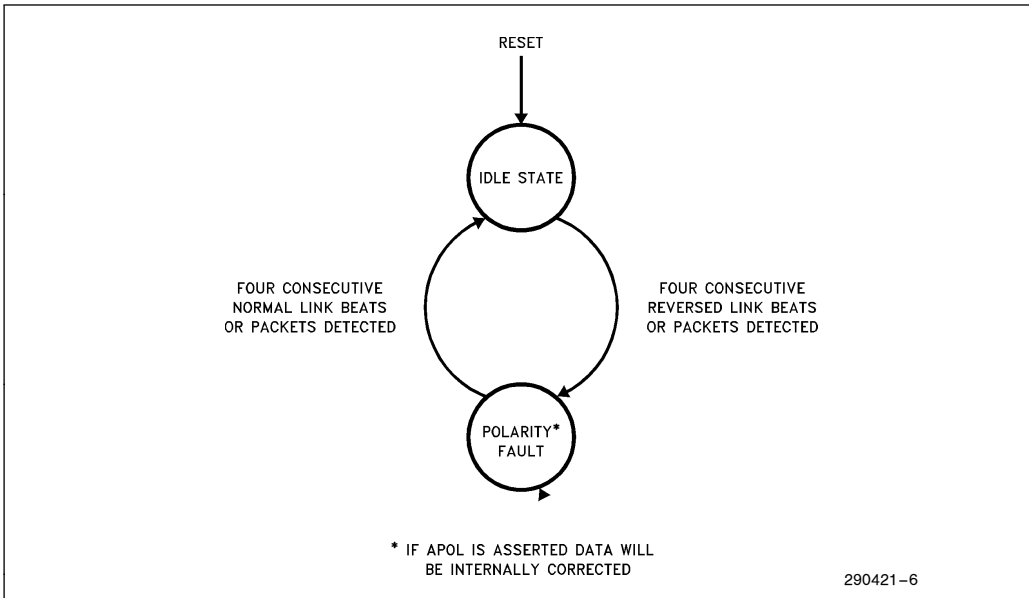 RESET
IDLE STATE
FOUR CONSECUTIVE
NORMAL LINK BEATS
OR PACKETS DETECTED
FOUR CONSECUTIVE
REVERSED LINK BEATS
OR PACKETS DETECTED
POLARITY*
FAULT
* IF APOL IS ASSERTED DATA WILL
BE INTERNALLY CORRECTED
290421–6